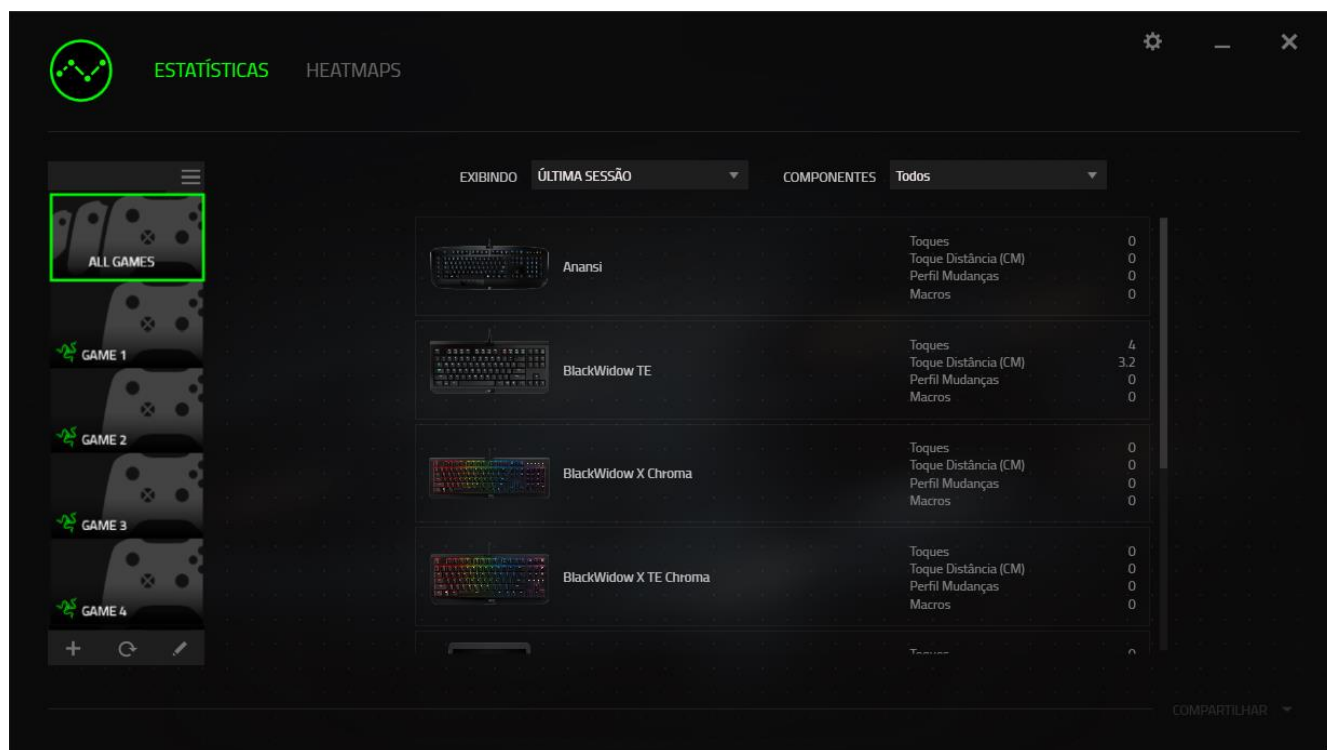 ESTATÍSTICAS HEATMAPS
EXIBINDO ÚLTIMA SESSÃO COMPONENTES Todos
ALL GAMES
GAME 1
GAME 2
GAME 3
GAME 4
Anansi
Toques 0
Toque Distância (CM) 0
Perfil Mudanças 0
Macros 0
BlackWidow TE
Toques 4
Toque Distância (CM) 3.2
Perfil Mudanças 0
Macros 0
BlackWidow X Chroma
Toques 0
Toque Distância (CM) 0
Perfil Mudanças 0
Macros 0
BlackWidow X TE Chroma
Toques 0
Toque Distância (CM) 0
Perfil Mudanças 0
Macros 0
Toques 0
COMPARTILHAR